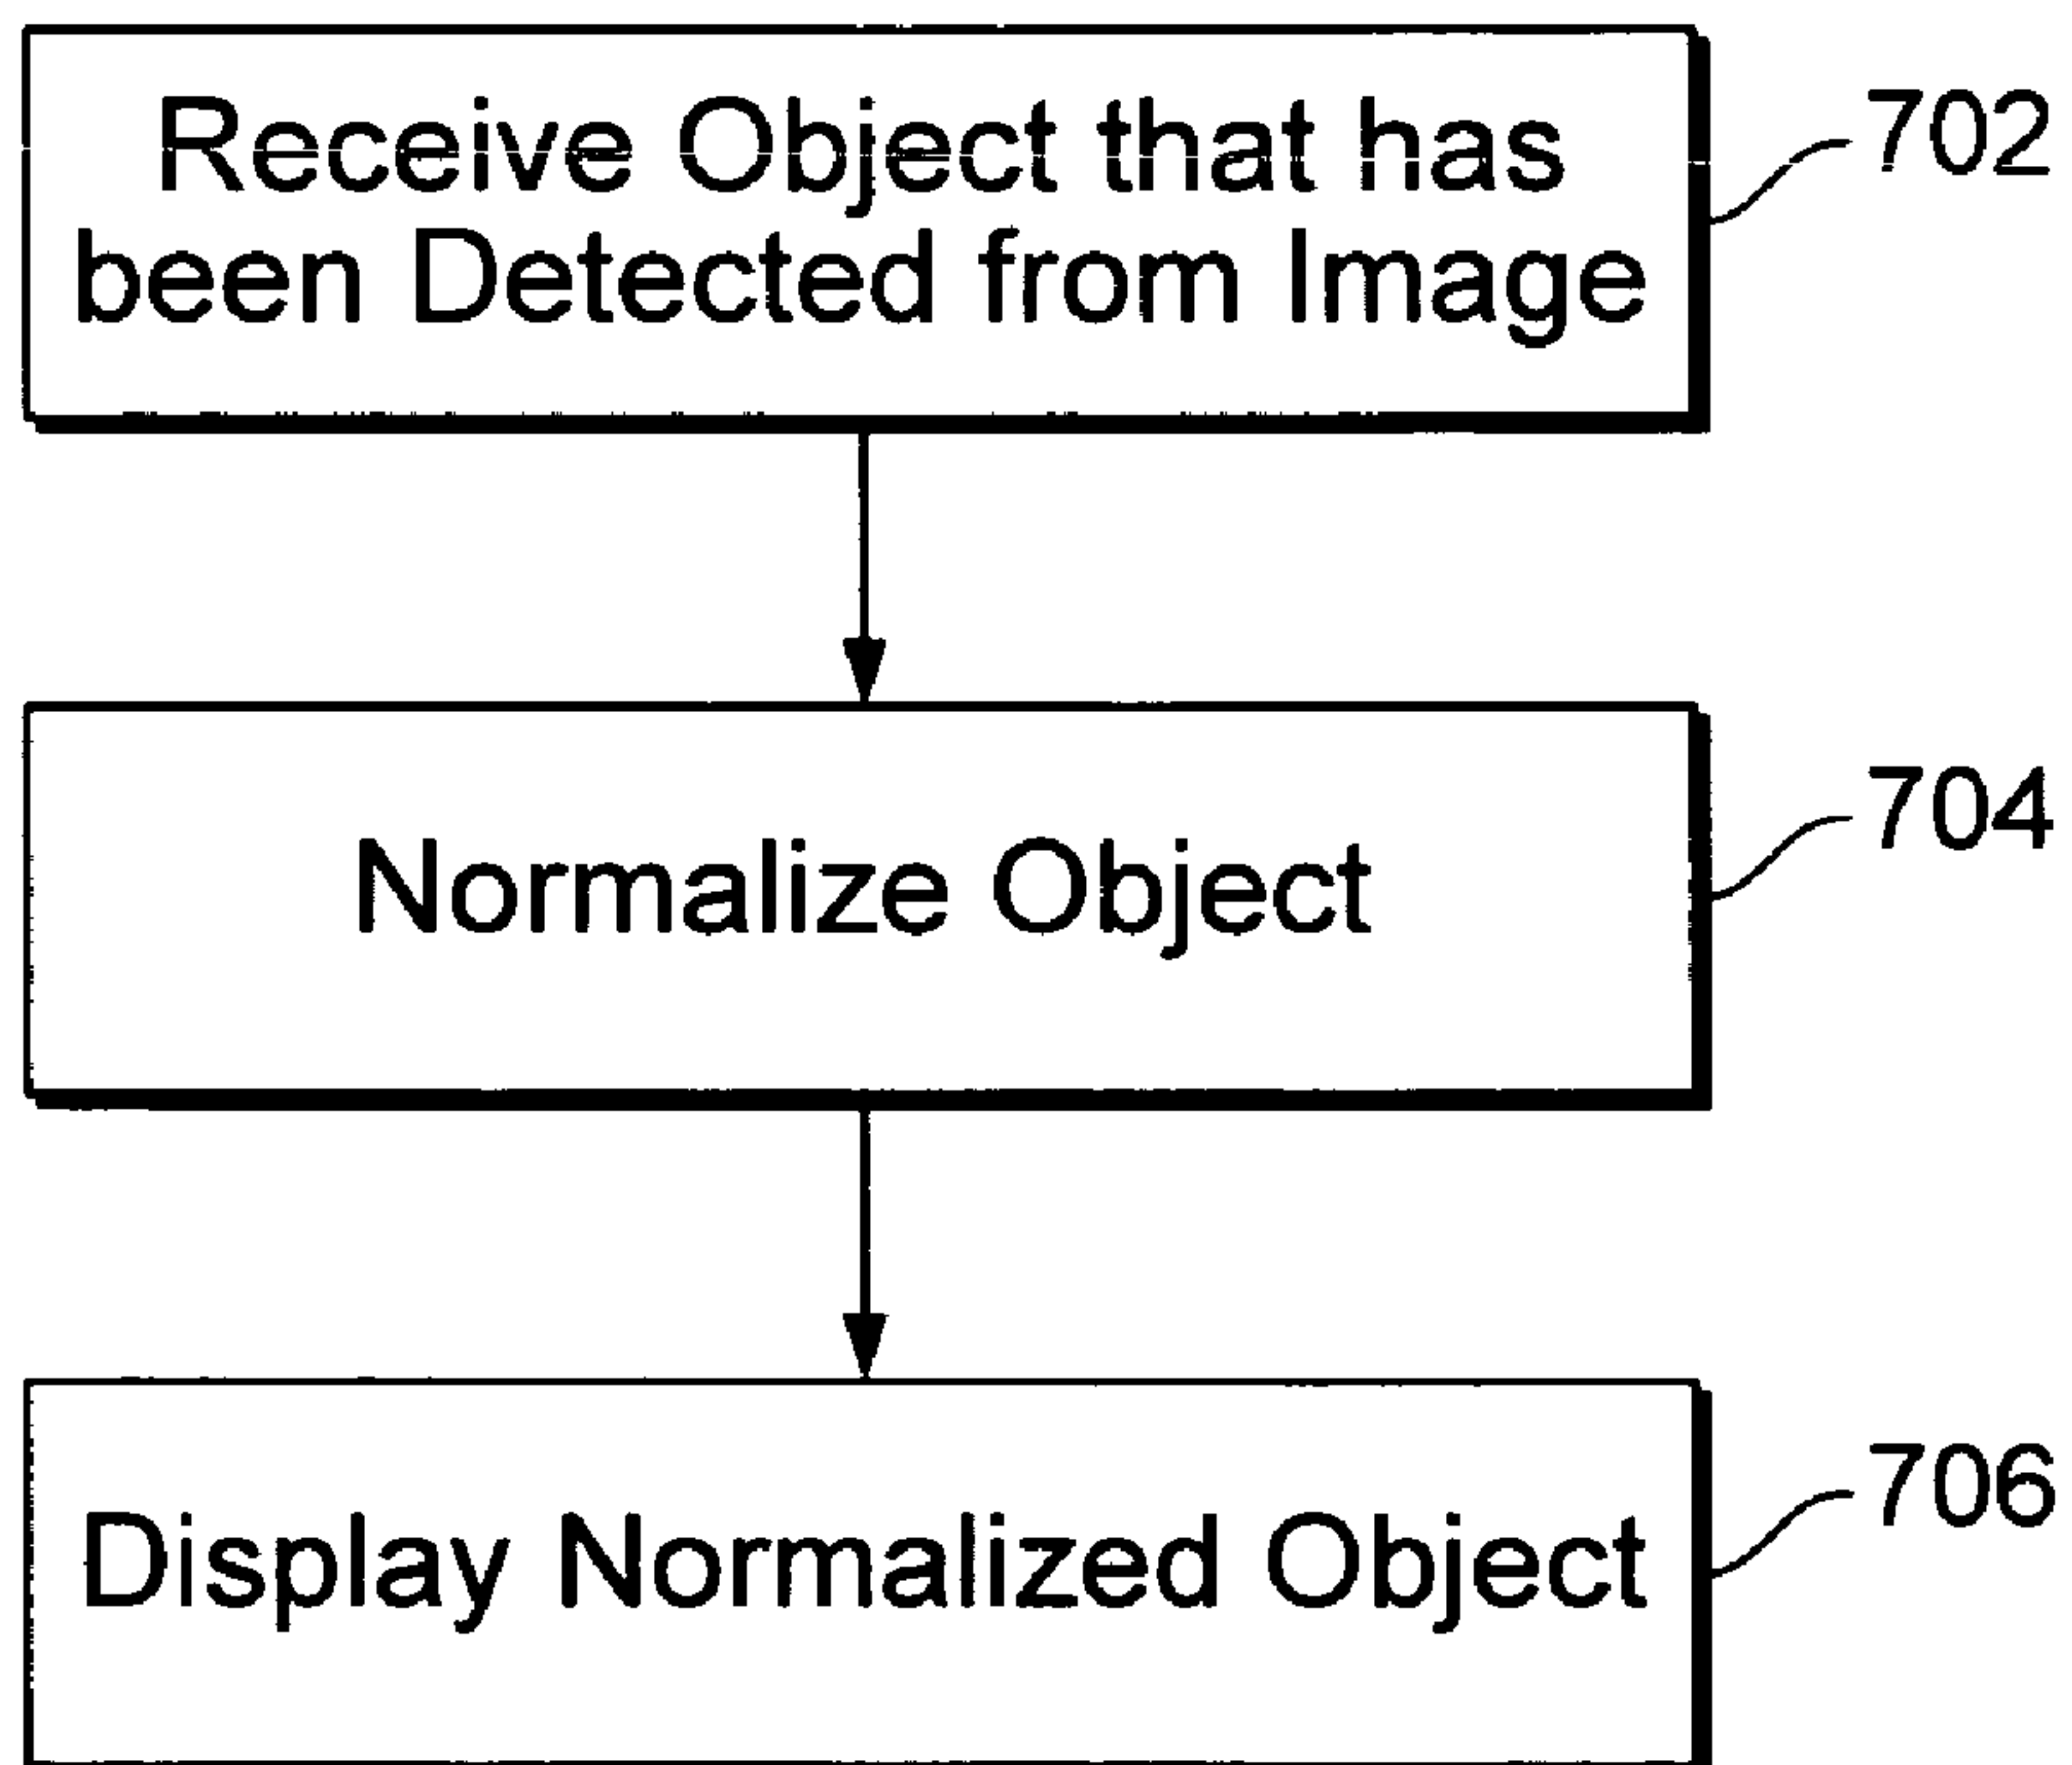 Receive Object that has
been Detected from Image
702
Normalize Object
704
Display Normalized Object
706